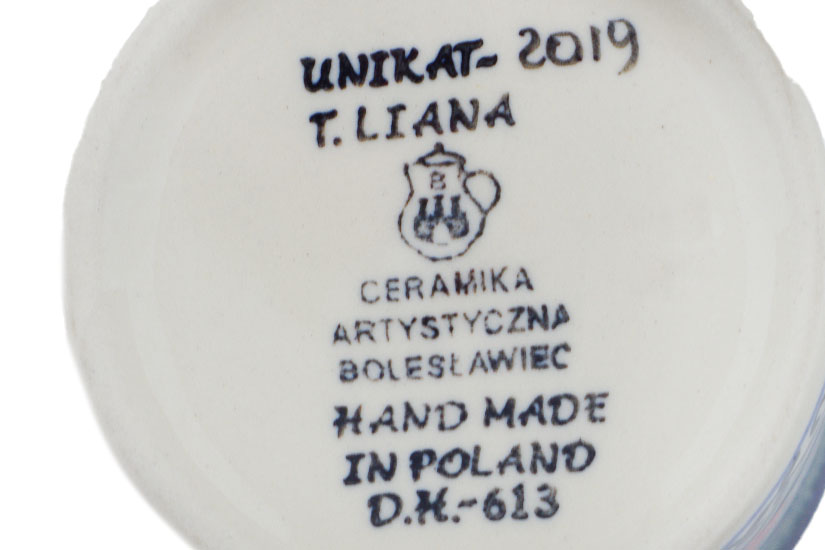 UNIKAT- 2019
T. LIANA
B
CERAMIKA
ARTYSTYCZNA
BOLESŁAWIEC
HAND MADE
IN POLAND
D.H.-613